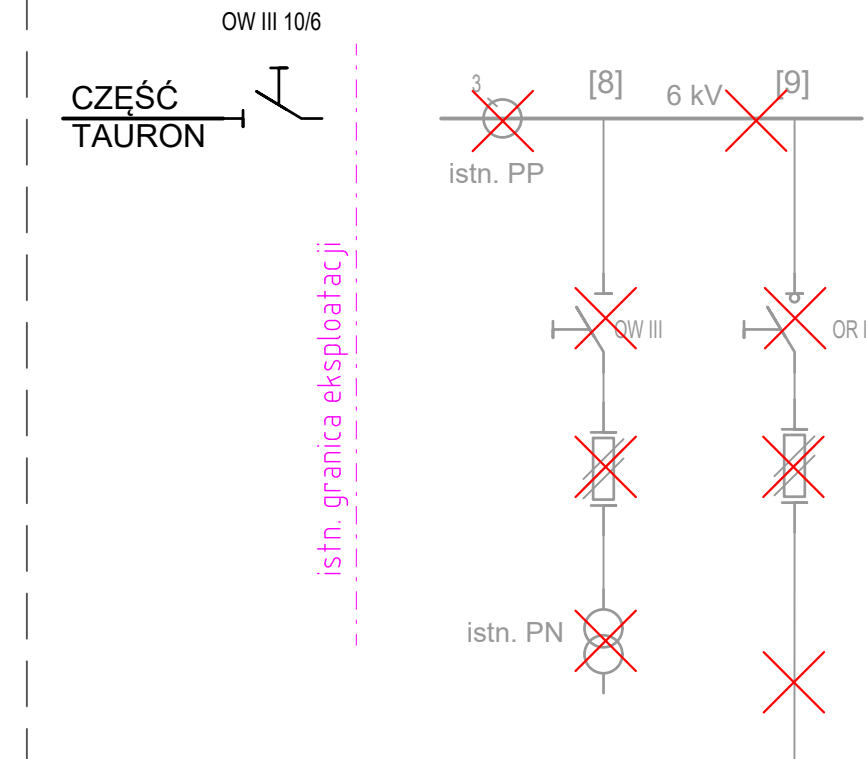 OW III 10/6
CZĘŚĆ
TAURON
istn. granica eksploatacji
3
[8]
6 kV
[9]
istn. PP
OW III
OR
istn. PN